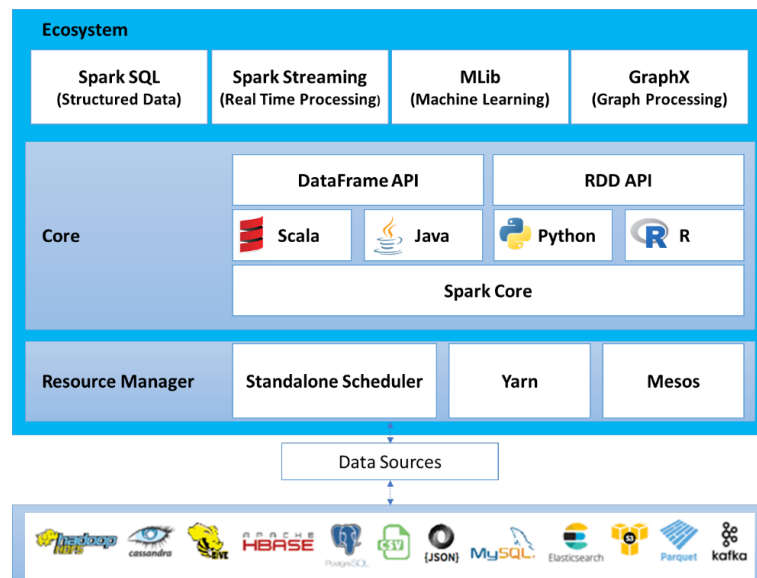 Ecosystem
Spark SQL
(Structured Data)
Spark Streaming
(Real Time Processing)
MLib
(Machine Learning)
GraphX
(Graph Processing)
DataFrame API
RDD API
Core
Scala
Java
Python
R
Spark Core
Resource Manager
Standalone Scheduler
Yarn
Mesos
Data Sources
hadoop
HDFS
cassandra
HIVE
APACHE
HBASE
PostgreSQL
CSV
{JSON}
MySQL
Elasticsearch
S3
Parquet
kafka